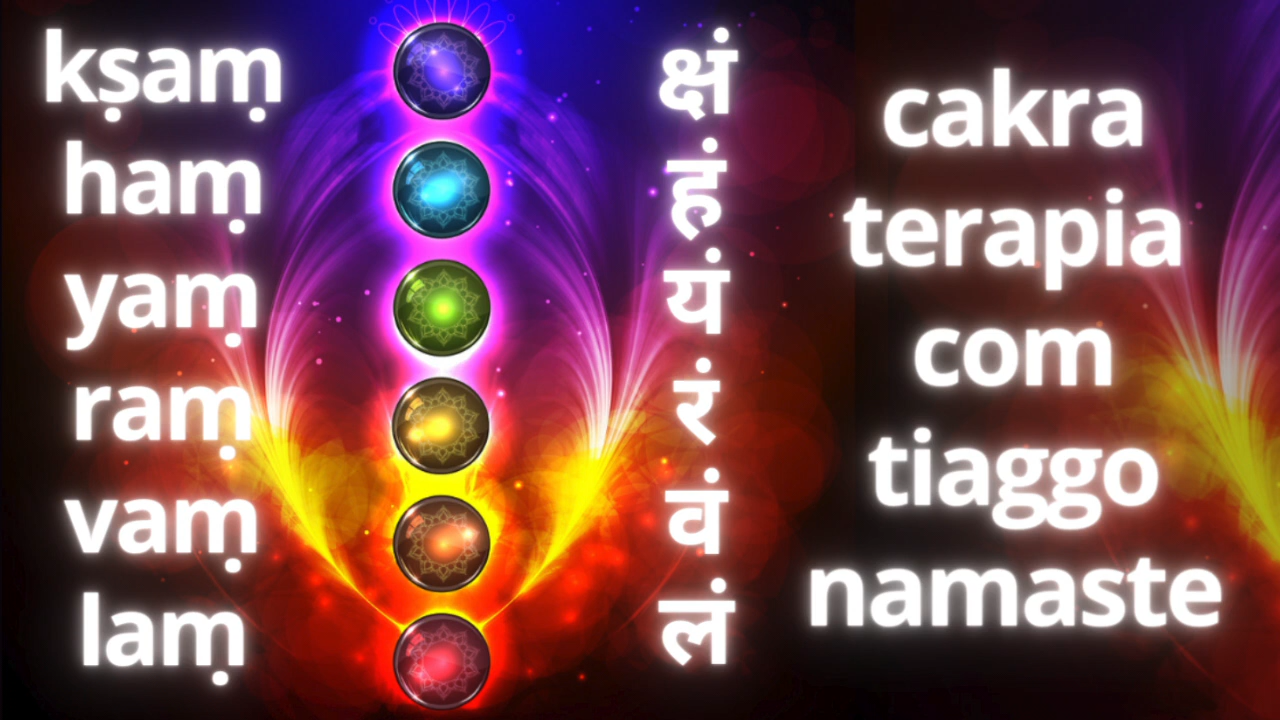 kṣaṃ
haṃ
yaṃ
raṃ
vaṃ
laṃ
क्षं
हं
यं
रं
वं
लं
cakra
terapia
com
tiaggo
namaste